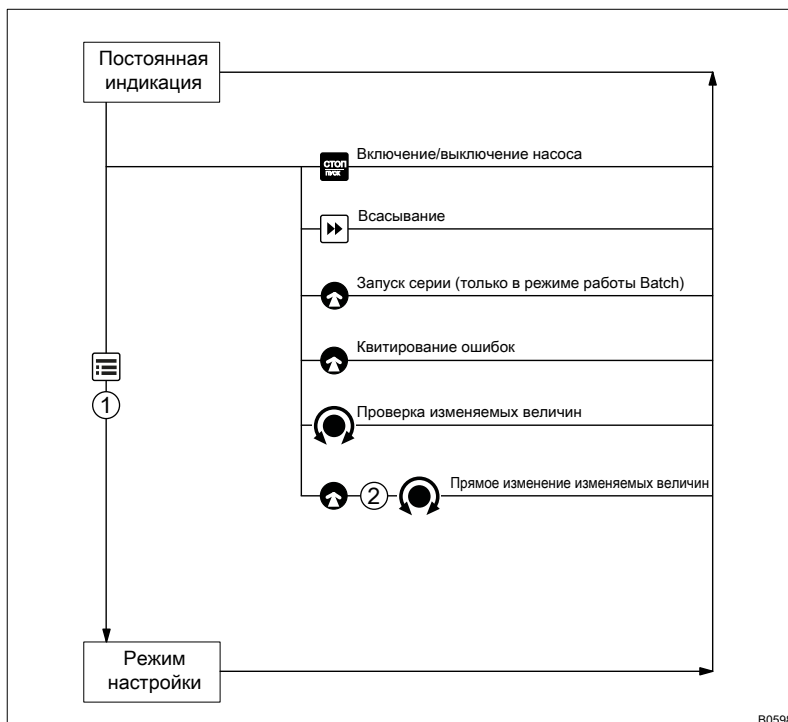 Постоянная
индикация
СТОП
ПУСК
Включение/выключение насоса
Всасывание
Запуск серии (только в режиме работы Batch)
Квитирование ошибок
1
Проверка изменяемых величин
2
Прямое изменение изменяемых величин
Режим
настройки
B0598